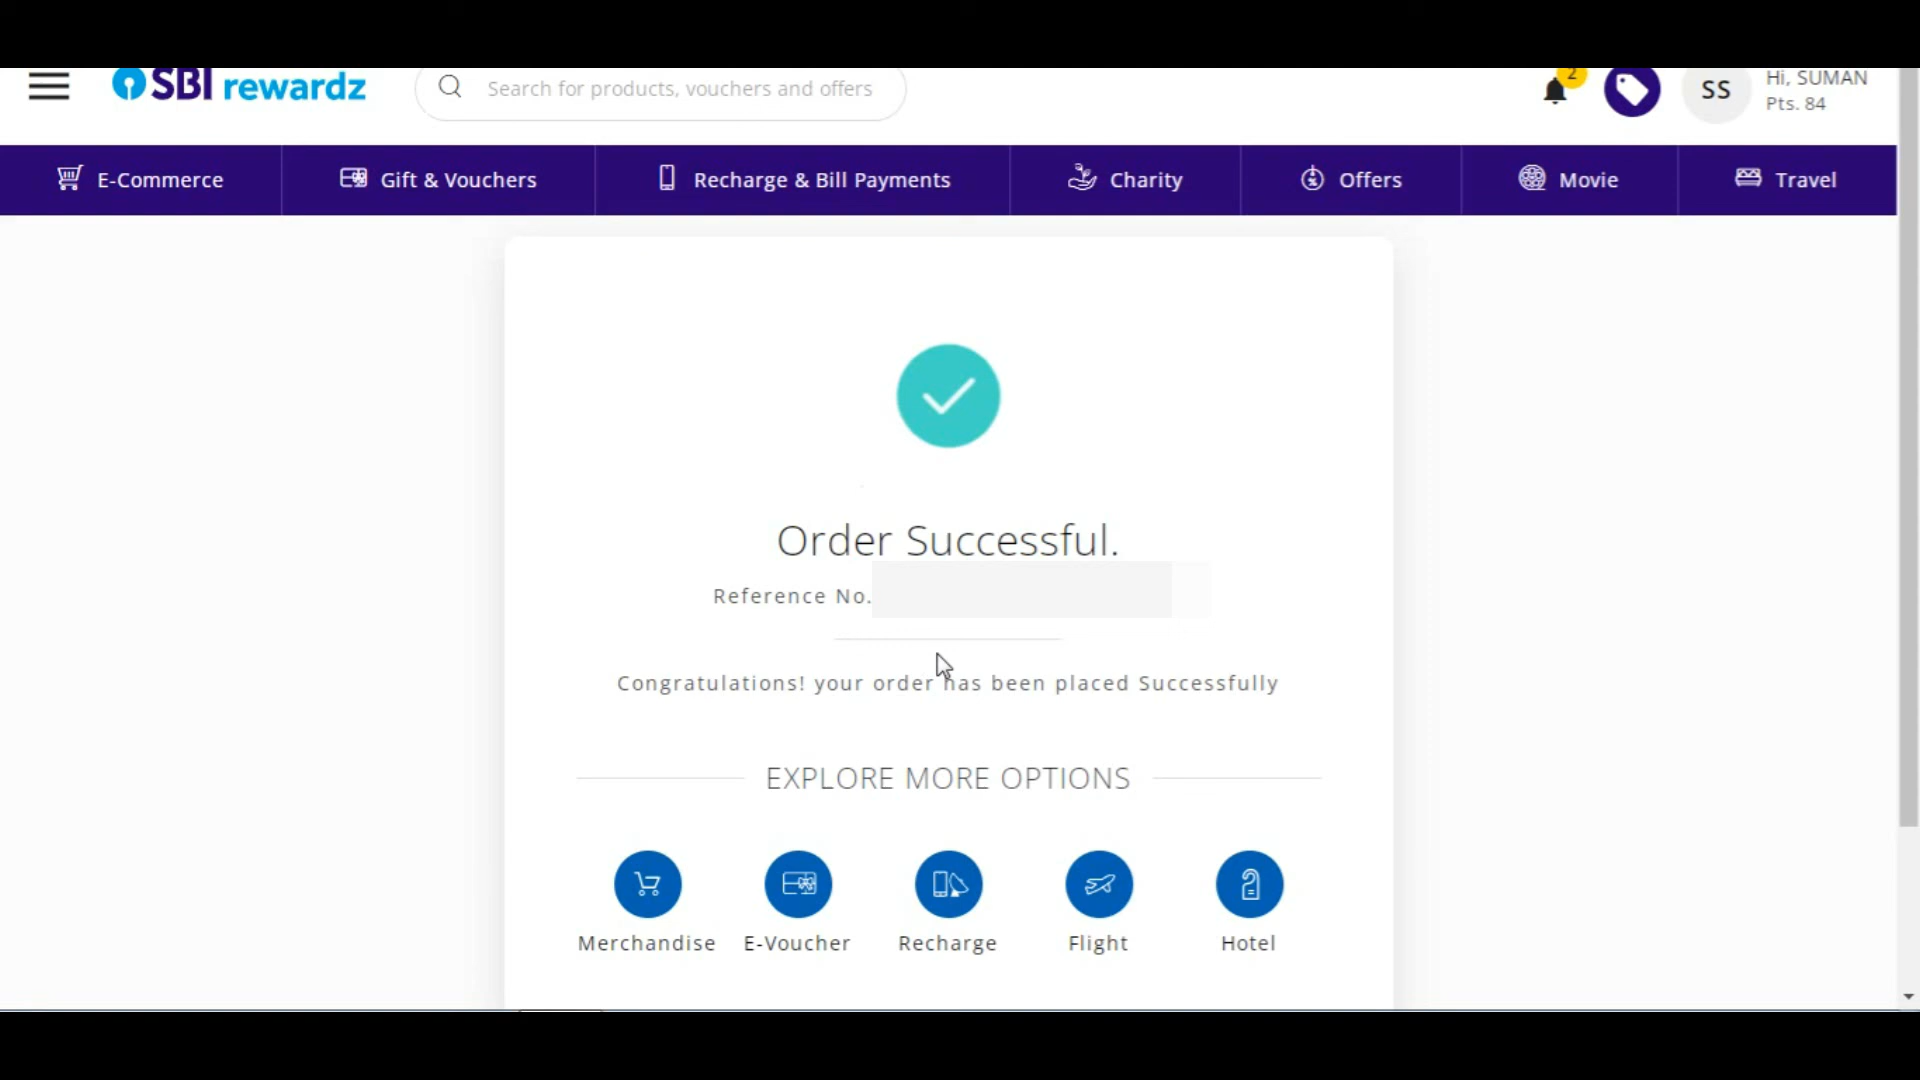 SBI rewardz
Search for products, vouchers and offers
2
SS
Hi, SUMAN
Pts. 84
E-Commerce
Gift & Vouchers
Recharge & Bill Payments
Charity
Offers
Movie
Travel
Order Successful.
Reference No.
Congratulations! your order has been placed Successfully
EXPLORE MORE OPTIONS
Merchandise
E-Voucher
Recharge
Flight
Hotel